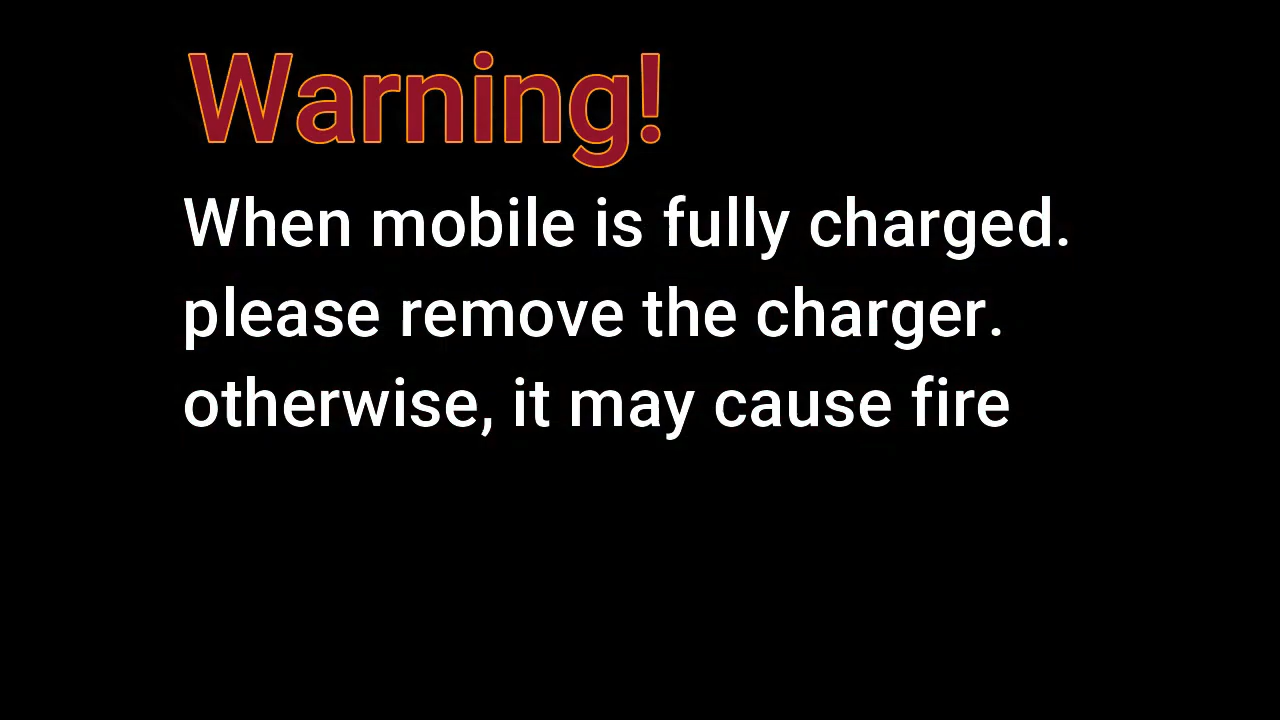 Warning!
When mobile is fully charged.
please remove the charger.
otherwise, it may cause fire